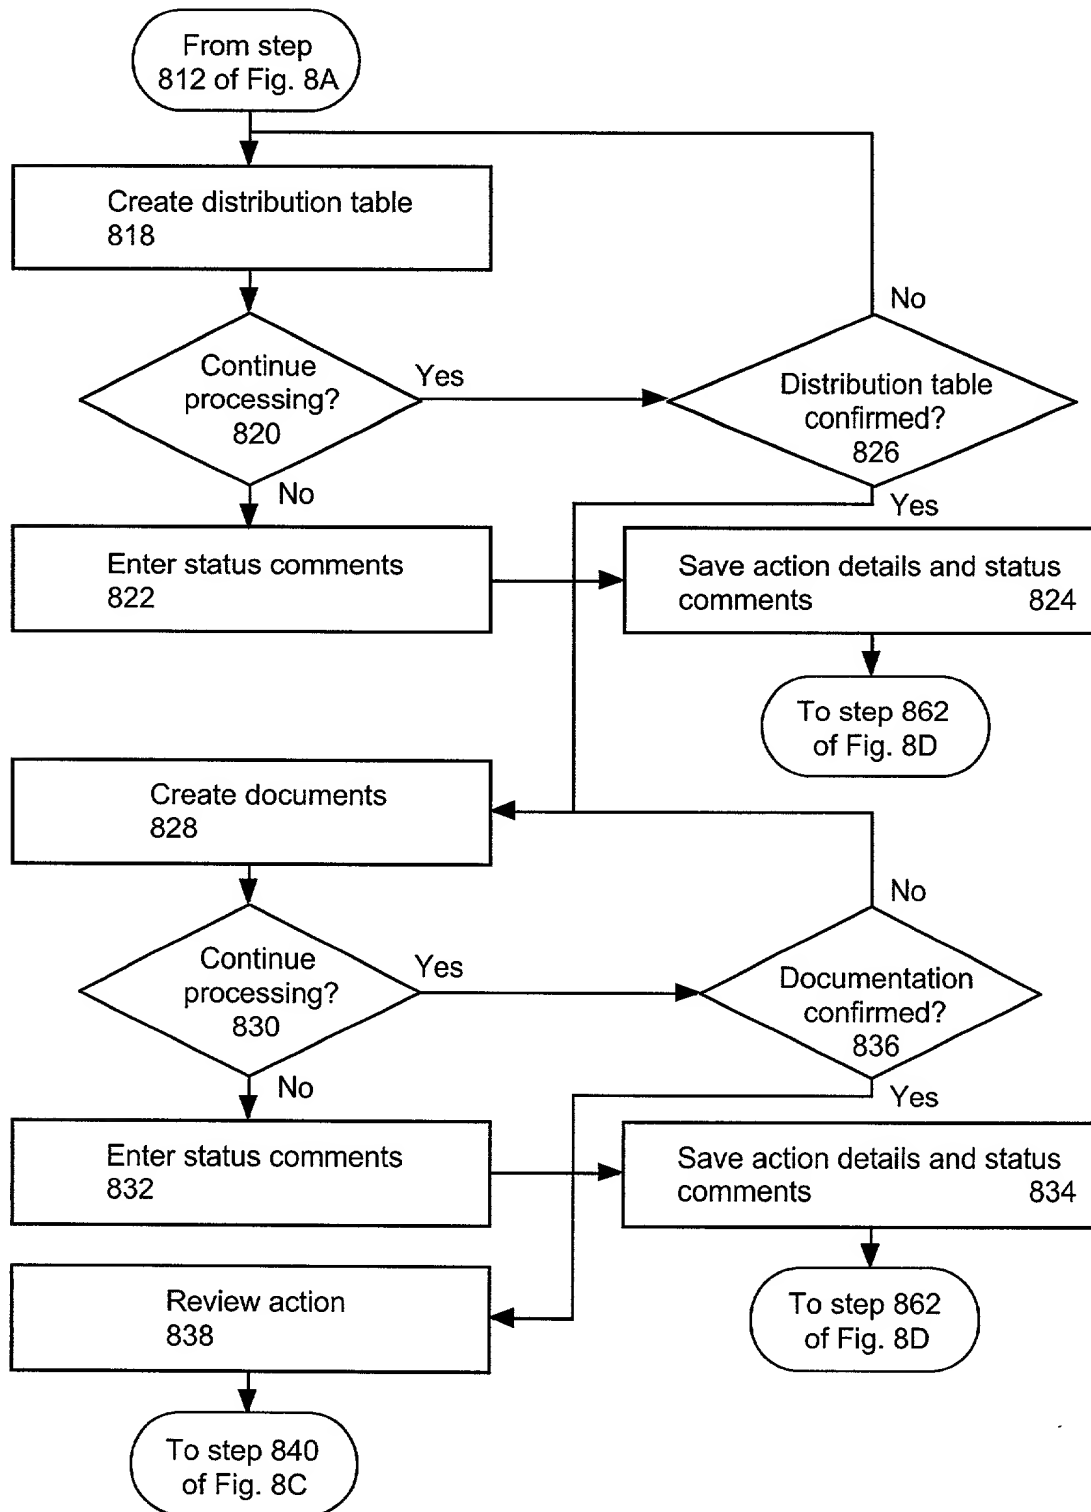 From step
812 of Fig. 8A
Create distribution table
818
No
Continue
processing?
820
Yes
Distribution table
confirmed?
826
No
Yes
Enter status comments
822
Save action details and status
comments 824
To step 862
of Fig. 8D
Create documents
828
No
Continue
processing?
830
Yes
Documentation
confirmed?
836
No
Yes
Enter status comments
832
Save action details and status
comments 834
Review action
838
To step 862
of Fig. 8D
To step 840
of Fig. 8C